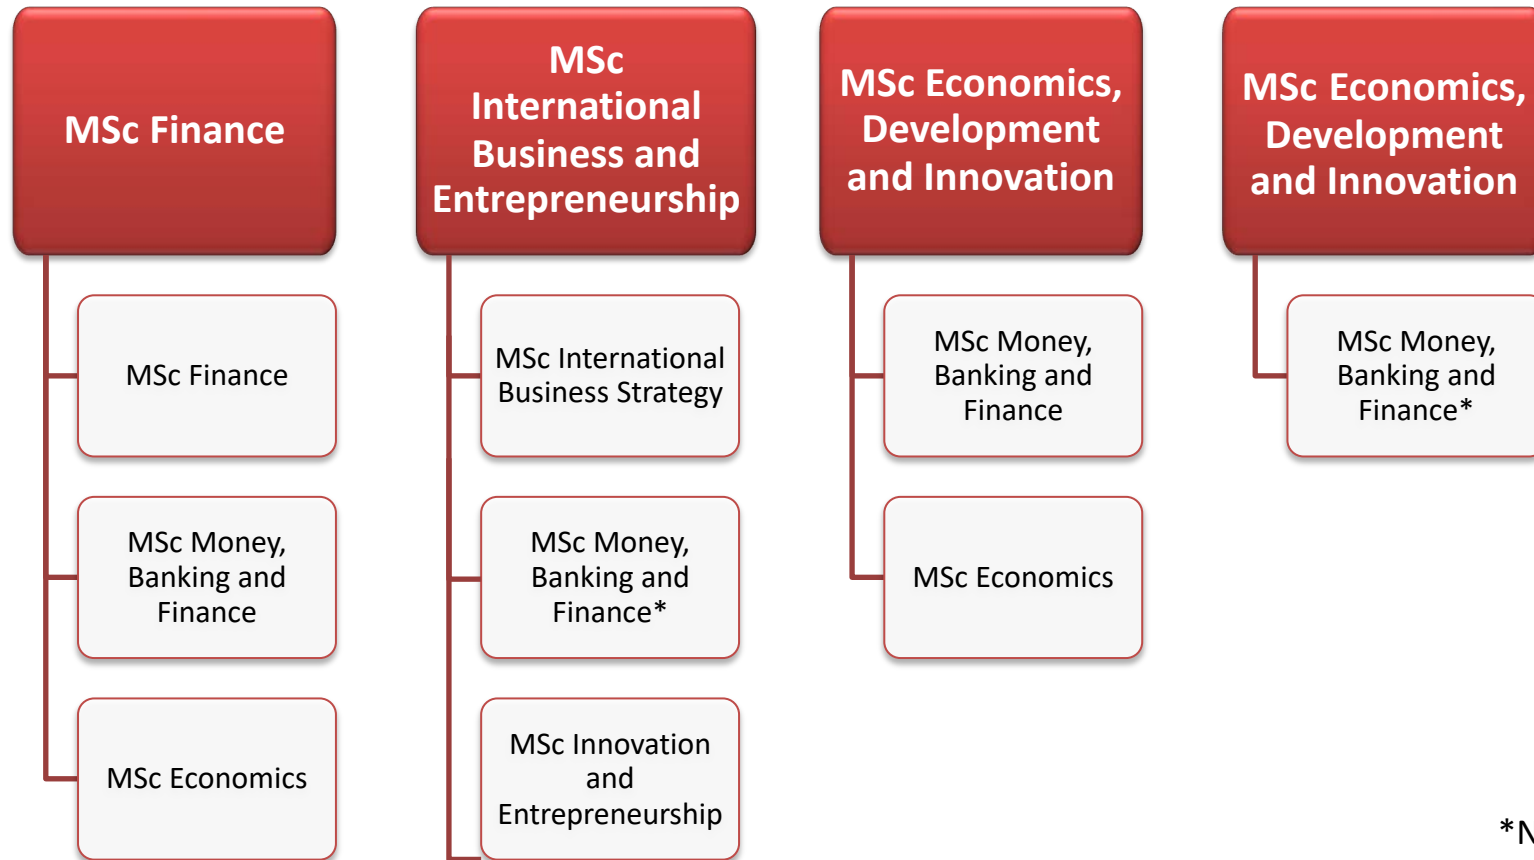 MSc Finance
MSc Finance
MSc Money,
Banking and
Finance
MSc Economics
MSc
International
Business and
Entrepreneurship
MSc International
Business Strategy
MSc Money,
Banking and
Finance*
MSc Innovation
and
Entrepreneurship
MSc Economics,
Development
and Innovation
MSc Money,
Banking and
Finance
MSc Economics
MSc Economics,
Development
and Innovation
MSc Money,
Banking and
Finance*
*N